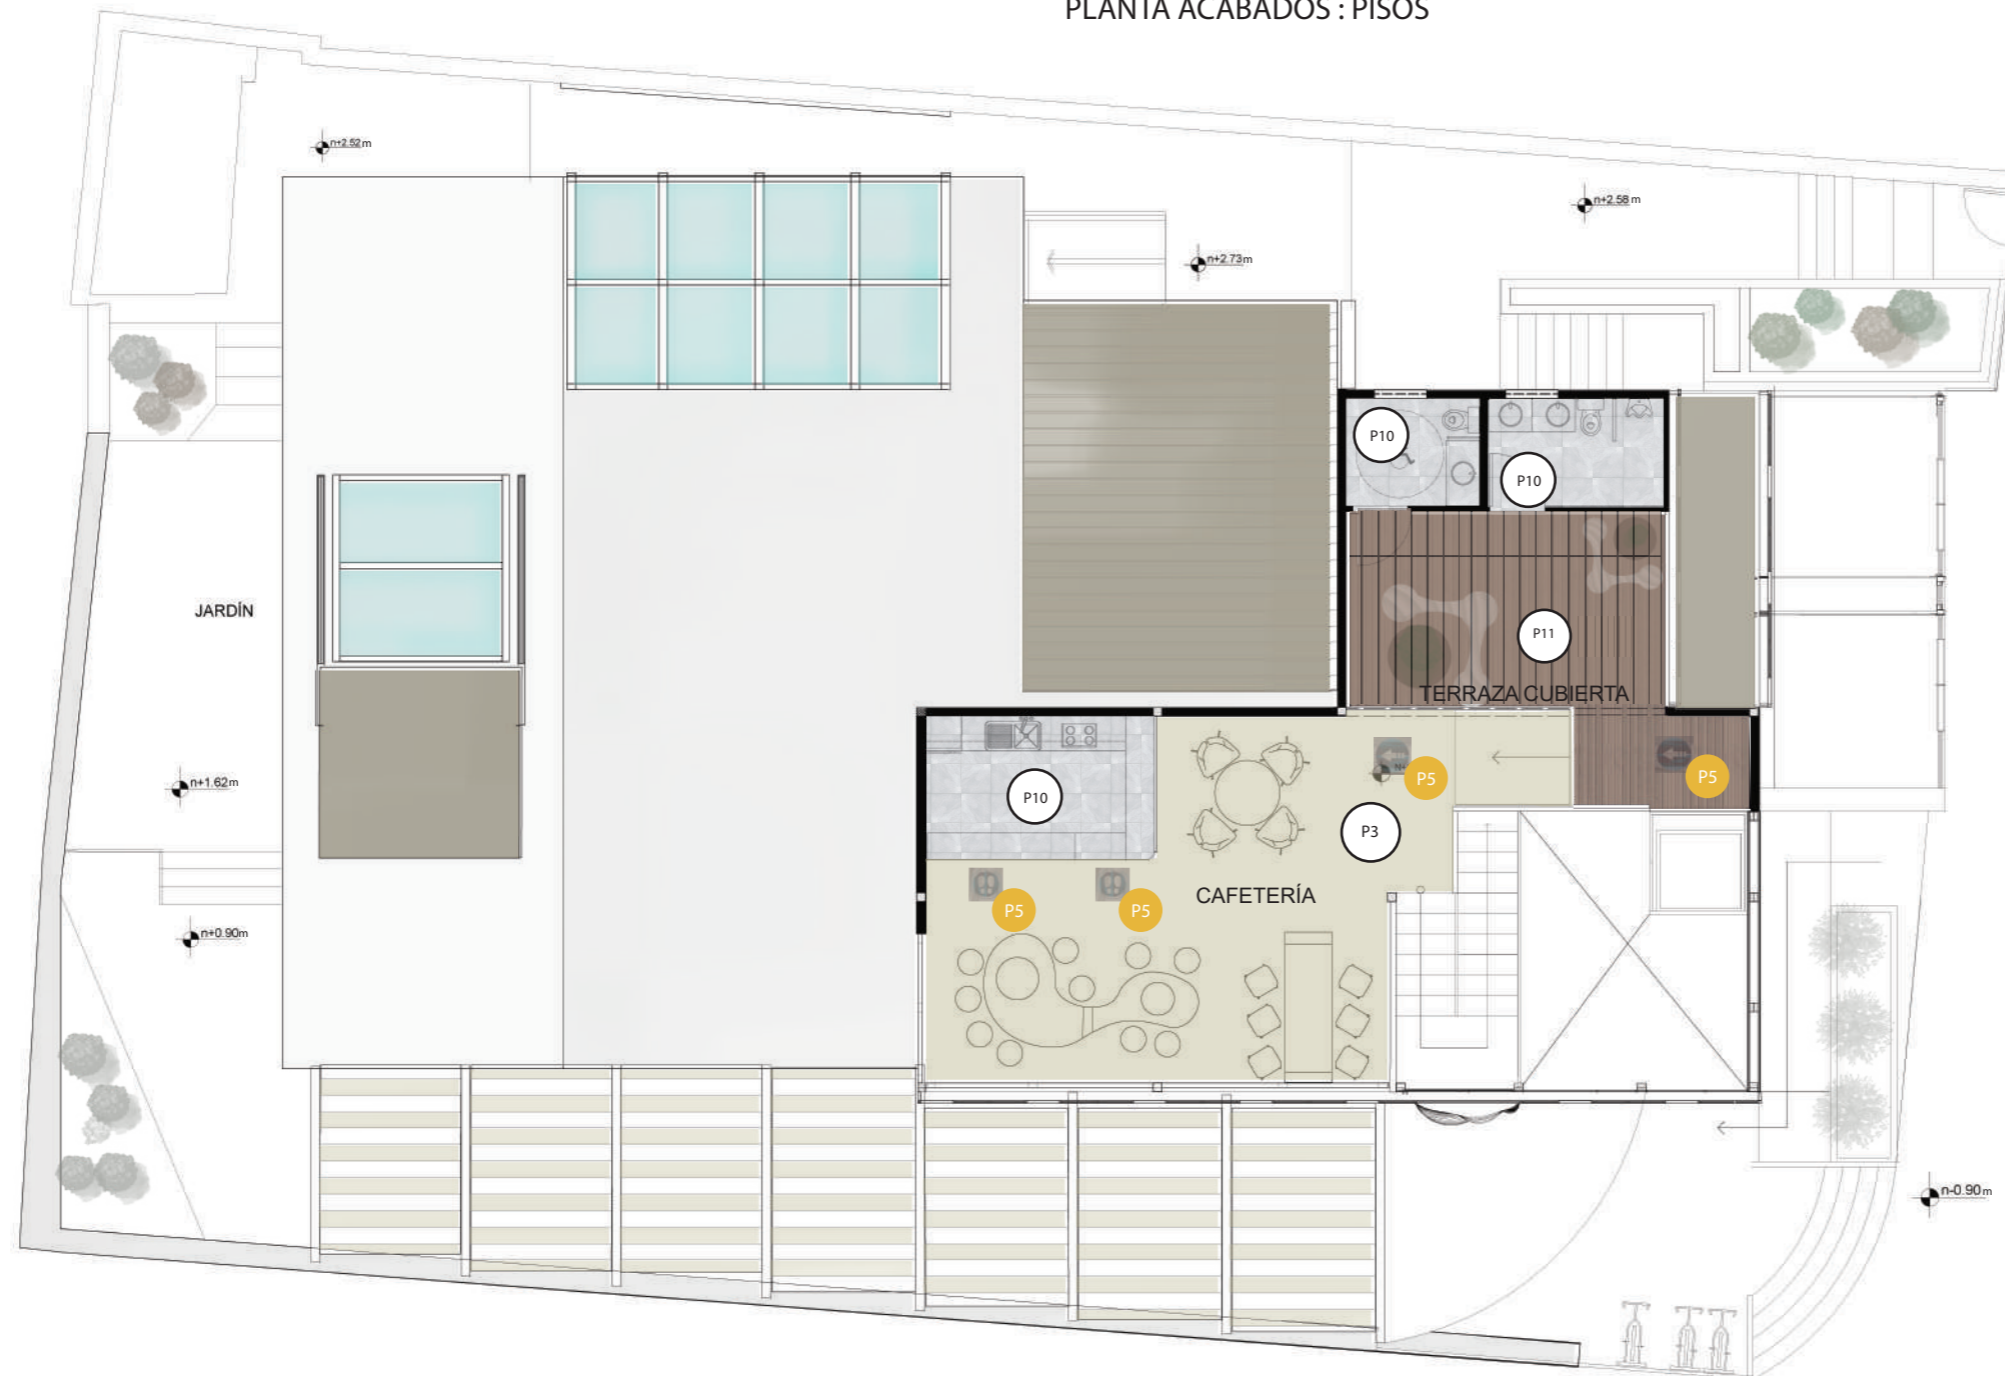 PLANTA ACABADOS : PISOS
n+2.52m
n+2.58 m
n+2.73m
P10
P10
JARDÍN
P11
TERRAZA CUBIERTA
n+1.62m
P10
P5
P5
P3
CAFETERÍA
P5
P5
n+0.90m
n-0.90m